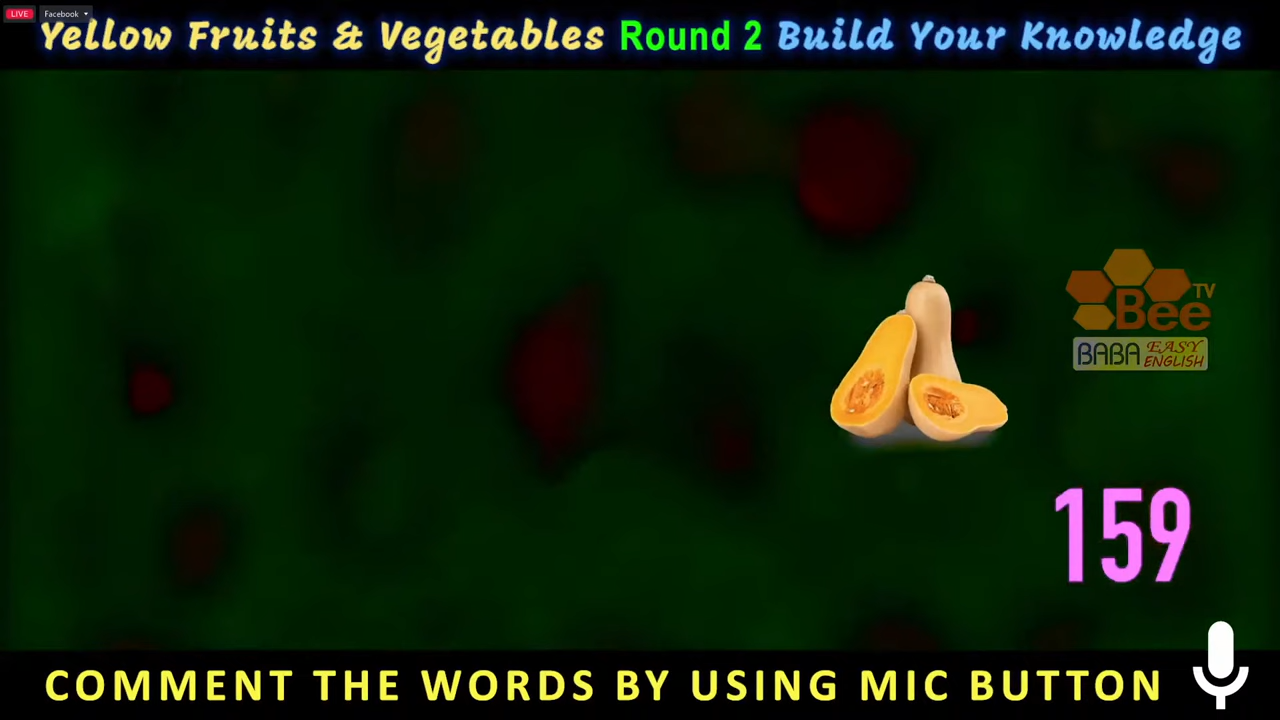 LIVE
Facebook
Yellow Fruits & Vegetables Round 2 Build Your Knowledge
Bee TV
BABA EASY ENGLISH
159
COMMENT THE WORDS BY USING MIC BUTTON